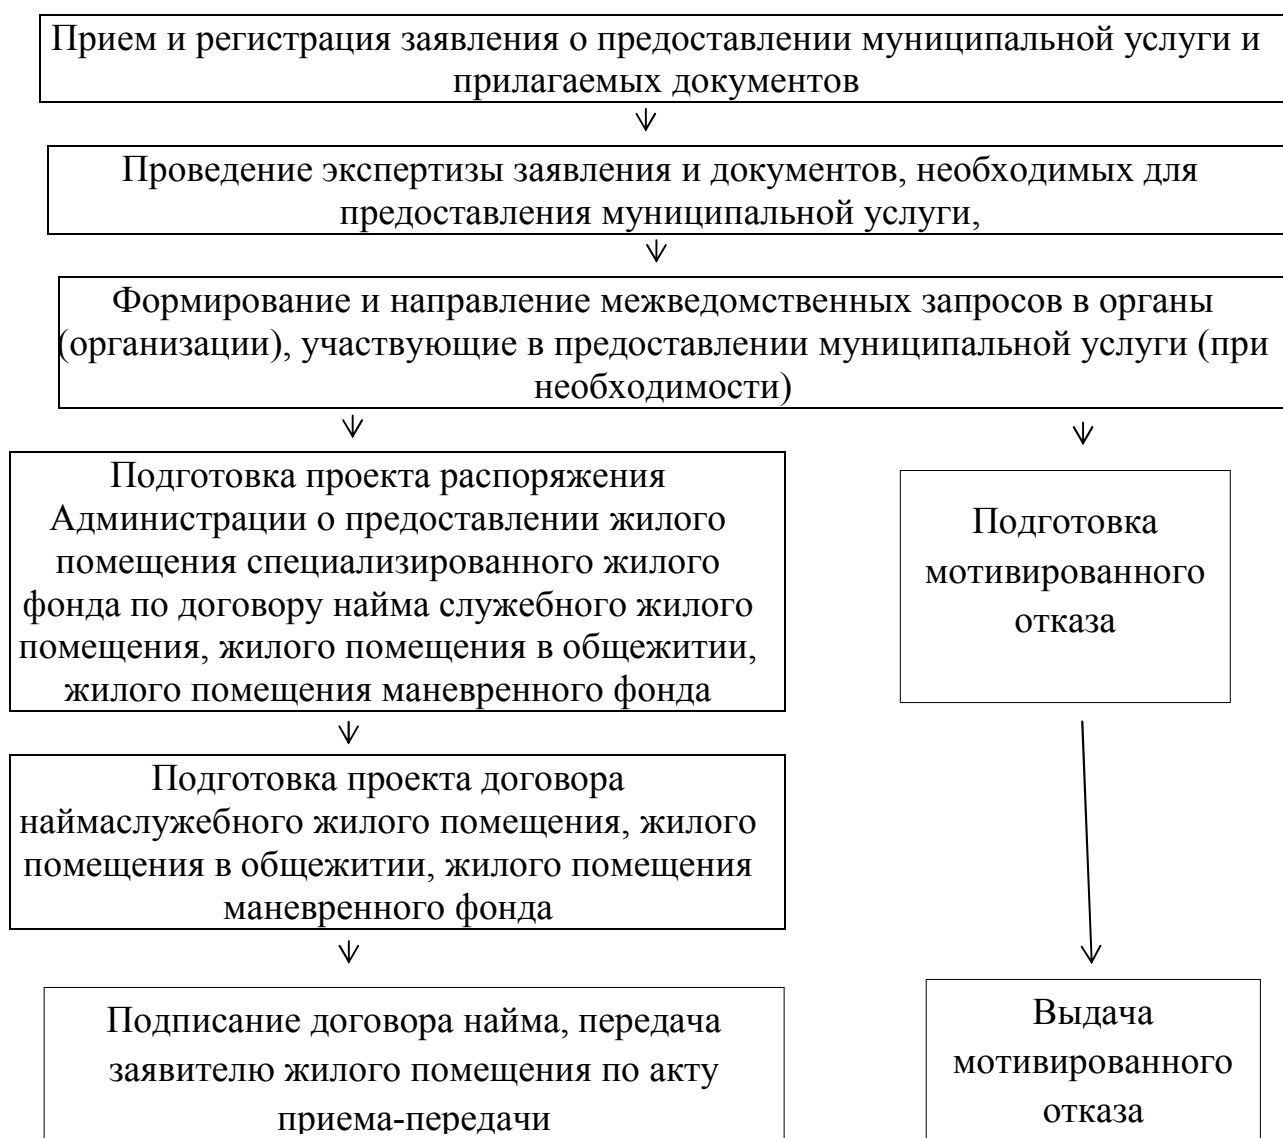 Прием и регистрация заявления о предоставлении муниципальной услуги и
прилагаемых документов
Проведение экспертизы заявления и документов, необходимых для
предоставления муниципальной услуги,
Формирование и направление межведомственных запросов в органы
(организации), участвующие в предоставлении муниципальной услуги (при
необходимости)
Подготовка проекта распоряжения
Администрации о предоставлении жилого
помещения специализированного жилого
фонда по договору найма служебного жилого
помещения, жилого помещения в общежитии,
жилого помещения маневренного фонда
Подготовка
мотивированного
отказа
Подготовка проекта договора
наймаслужебного жилого помещения, жилого
помещения в общежитии, жилого помещения
маневренного фонда
Подписание договора найма, передача
заявителю жилого помещения по акту
приема-передачи
Выдача
мотивированного
отказа